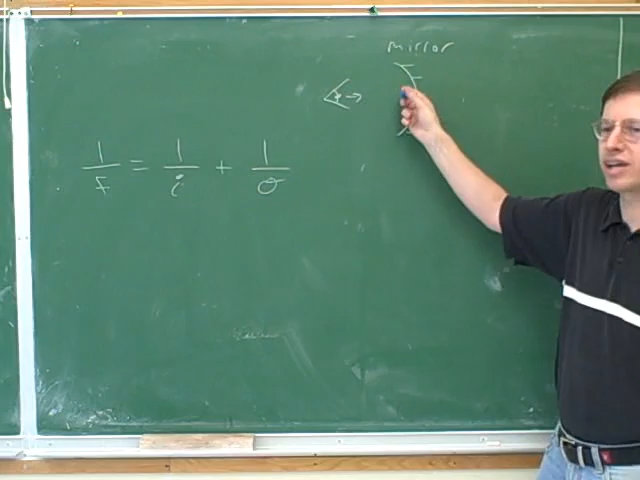 mirror
1/f = 1/i + 1/o